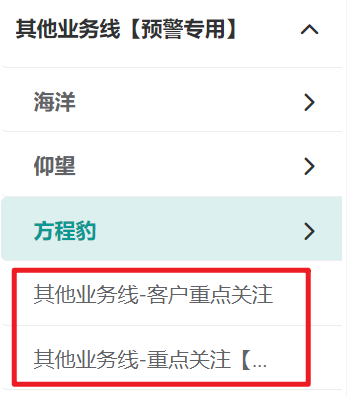 其他业务线【预警专用】
海洋
仰望
方程豹
其他业务线-客户重点关注
其他业务线-重点关注【...